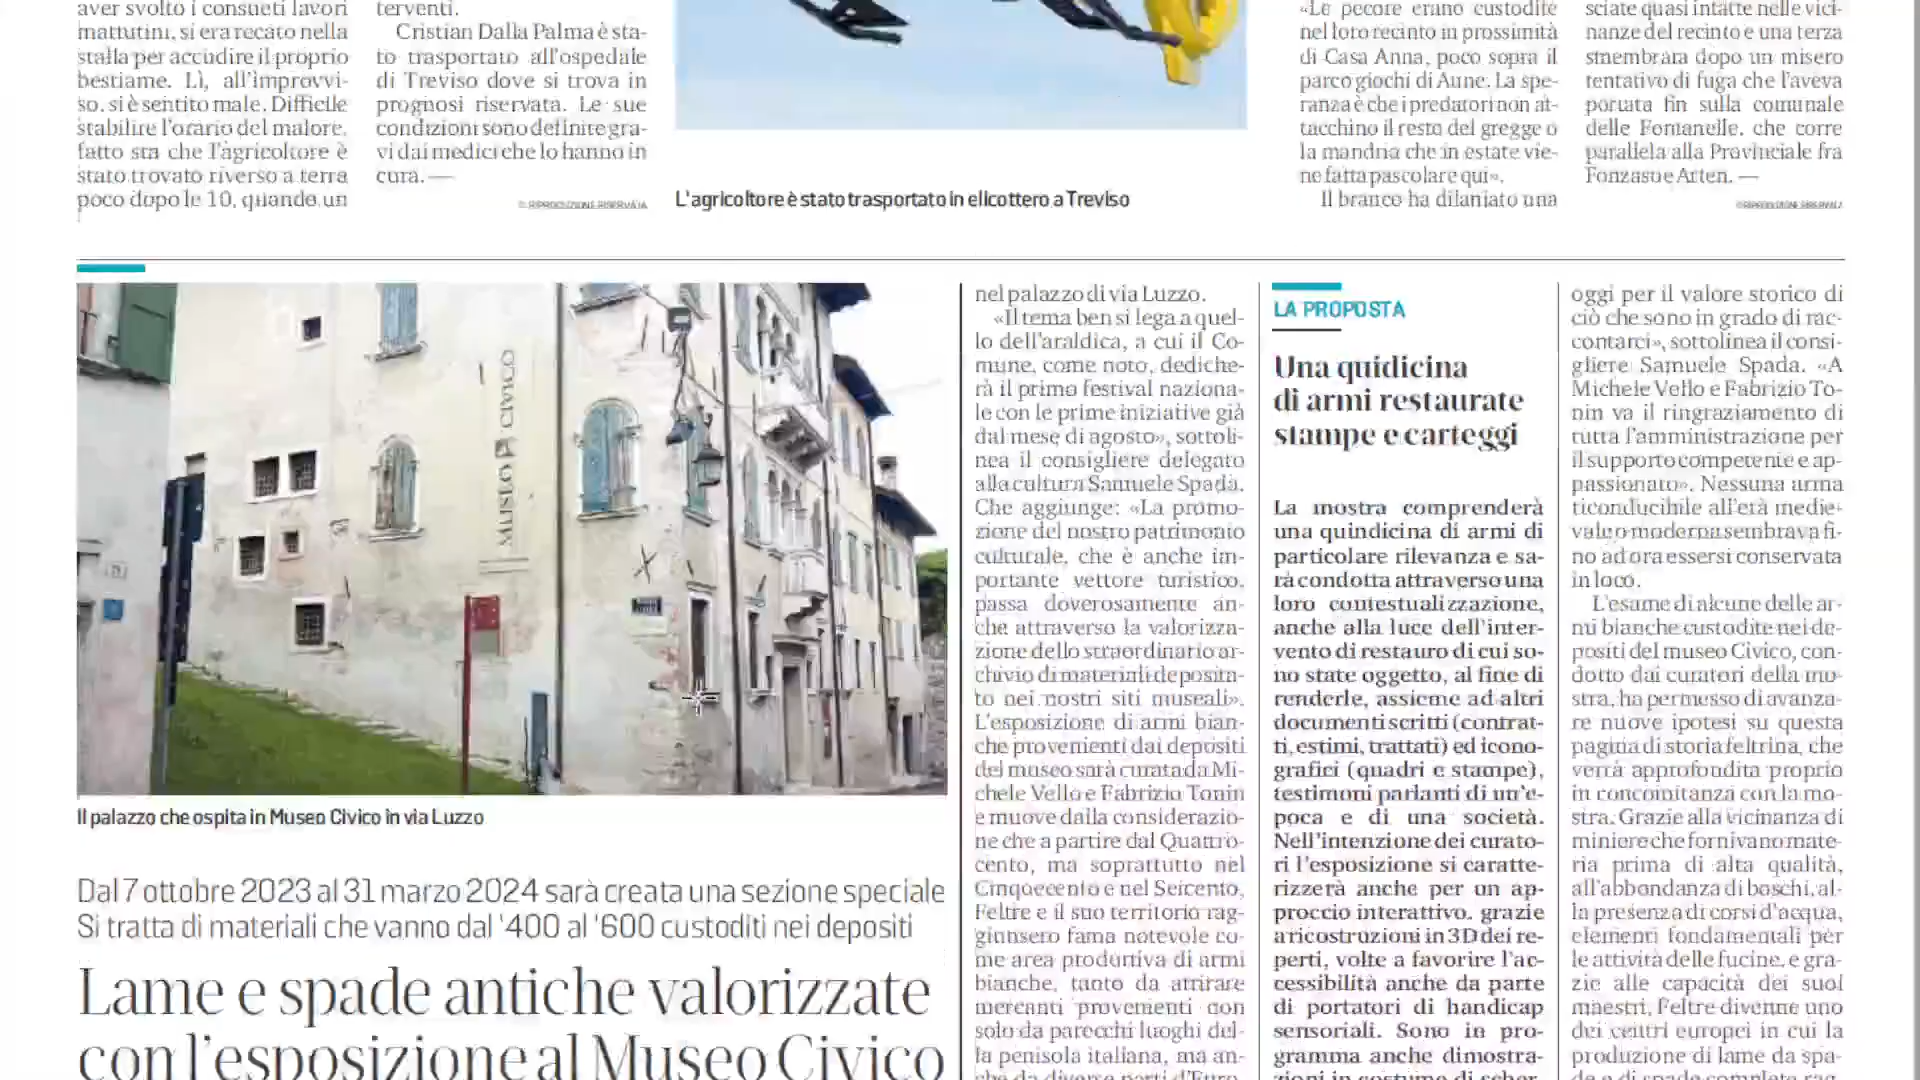 aver svolto i consueti lavori
mattutini, si era recato nella
stalla per accudire il proprio
bestiame. Lì, all'improvvi-
so, si è sentito male. Difficile
stabilire l'orario del malore,
fatto sta che l'agricoltore è
stato trovato riverso a terra
poco dopo le 10, quando un
terventi.
Cristian Dalla Palma è sta-
to trasportato all'ospedale
di Treviso dove si trova in
prognosi riservata. Le sue
condizioni sono definite gra-
vi dai medici che lo hanno in
cura. —
© RIPRODUZIONE RISERVATA
L'agricoltore è stato trasportato in elicottero a Treviso
«Le pecore erano custodite
nel loro recinto in prossimità
di Casa Anna, poco sopra il
parco giochi di Aune. La spe-
ranza è che i predatori non at-
tacchino il resto del gregge o
la mandria che in estate vie-
ne fatta pascolare qui».
Il branco ha dilaniato una
sciate quasi intatte nelle vici-
nanze del recinto e una terza
smembrata dopo un misero
tentativo di fuga che l'aveva
portata fin sulla comunale
delle Fontanelle, che corre
parallela alla Provinciale fra
Fonzaso e Arten. —
© RIPRODUZIONE RISERVATA
MUSEO CIVICO
Il palazzo che ospita in Museo Civico in via Luzzo
Dal 7 ottobre 2023 al 31 marzo 2024 sarà creata una sezione speciale
Si tratta di materiali che vanno dal '400 al '600 custoditi nei depositi
Lame e spade antiche valorizzate
con l'esposizione al Museo Civico
nel palazzo di via Luzzo.
«Il tema ben si lega a quel-
lo dell'araldica, a cui il Co-
mune, come noto, dediche-
rà il primo festival naziona-
le con le prime iniziative già
dal mese di agosto», sottoli-
nea il consigliere delegato
alla cultura Samuele Spada.
Che aggiunge: «La promo-
zione del nostro patrimonio
culturale, che è anche im-
portante vettore turistico,
passa doverosamente an-
che attraverso la valorizza-
zione dello straordinario ar-
chivio di materiali deposita-
to nei nostri siti museali».
L'esposizione di armi bian-
che provenienti dai depositi
del museo sarà curata da Mi-
chele Vello e Fabrizio Tonin
e muove dalla considerazio-
ne che a partire dal Quattro-
cento, ma soprattutto nel
Cinquecento e nel Seicento,
Feltre e il suo territorio rag-
giunsero fama notevole co-
me area produttiva di armi
bianche, tanto da attirare
mercanti provenienti non
solo da parecchi luoghi del-
la penisola italiana, ma an-
che da diverse parti d'Euro-
LA PROPOSTA
Una quidicina
di armi restaurate
stampe e carteggi
La mostra comprenderà
una quindicina di armi di
particolare rilevanza e sa-
rà condotta attraverso una
loro contestualizzazione,
anche alla luce dell'inter-
vento di restauro di cui so-
no state oggetto, al fine di
renderle, assieme ad altri
documenti scritti (contrat-
ti, estimi, trattati) ed icono-
grafici (quadri e stampe),
testimoni parlanti di un'e-
poca e di una società.
Nell'intenzione dei curato-
ri l'esposizione si caratte-
rizzerà anche per un ap-
proccio interattivo, grazie
a ricostruzioni in 3D dei re-
perti, volte a favorire l'ac-
cessibilità anche da parte
di portatori di handicap
sensoriali. Sono in pro-
gramma anche dimostra-
zioni in costume di scher-
oggi per il valore storico di
ciò che sono in grado di rac-
contarci», sottolinea il consi-
gliere Samuele Spada. «A
Michele Vello e Fabrizio To-
nin va il ringraziamento di
tutta l'amministrazione per
il supporto competente e ap-
passionato». Nessuna arma
riconducibile all'età medie-
vale o moderna sembrava fi-
no ad ora essersi conservata
in loco.
L'esame di alcune delle ar-
mi bianche custodite nei de-
positi del museo Civico, con-
dotto dai curatori della mo-
stra, ha permesso di avanza-
re nuove ipotesi su questa
pagina di storia feltrina, che
verrà approfondita proprio
in concomitanza con la mo-
stra. Grazie alla vicinanza di
miniere che fornivano mate-
ria prima di alta qualità,
all'abbondanza di boschi, al-
la presenza di corsi d'acqua,
elementi fondamentali per
le attività delle fucine, e gra-
zie alle capacità dei suoi
maestri, Feltre divenne uno
dei centri europei in cui la
produzione di lame da spa-
de e di spade complete rag-